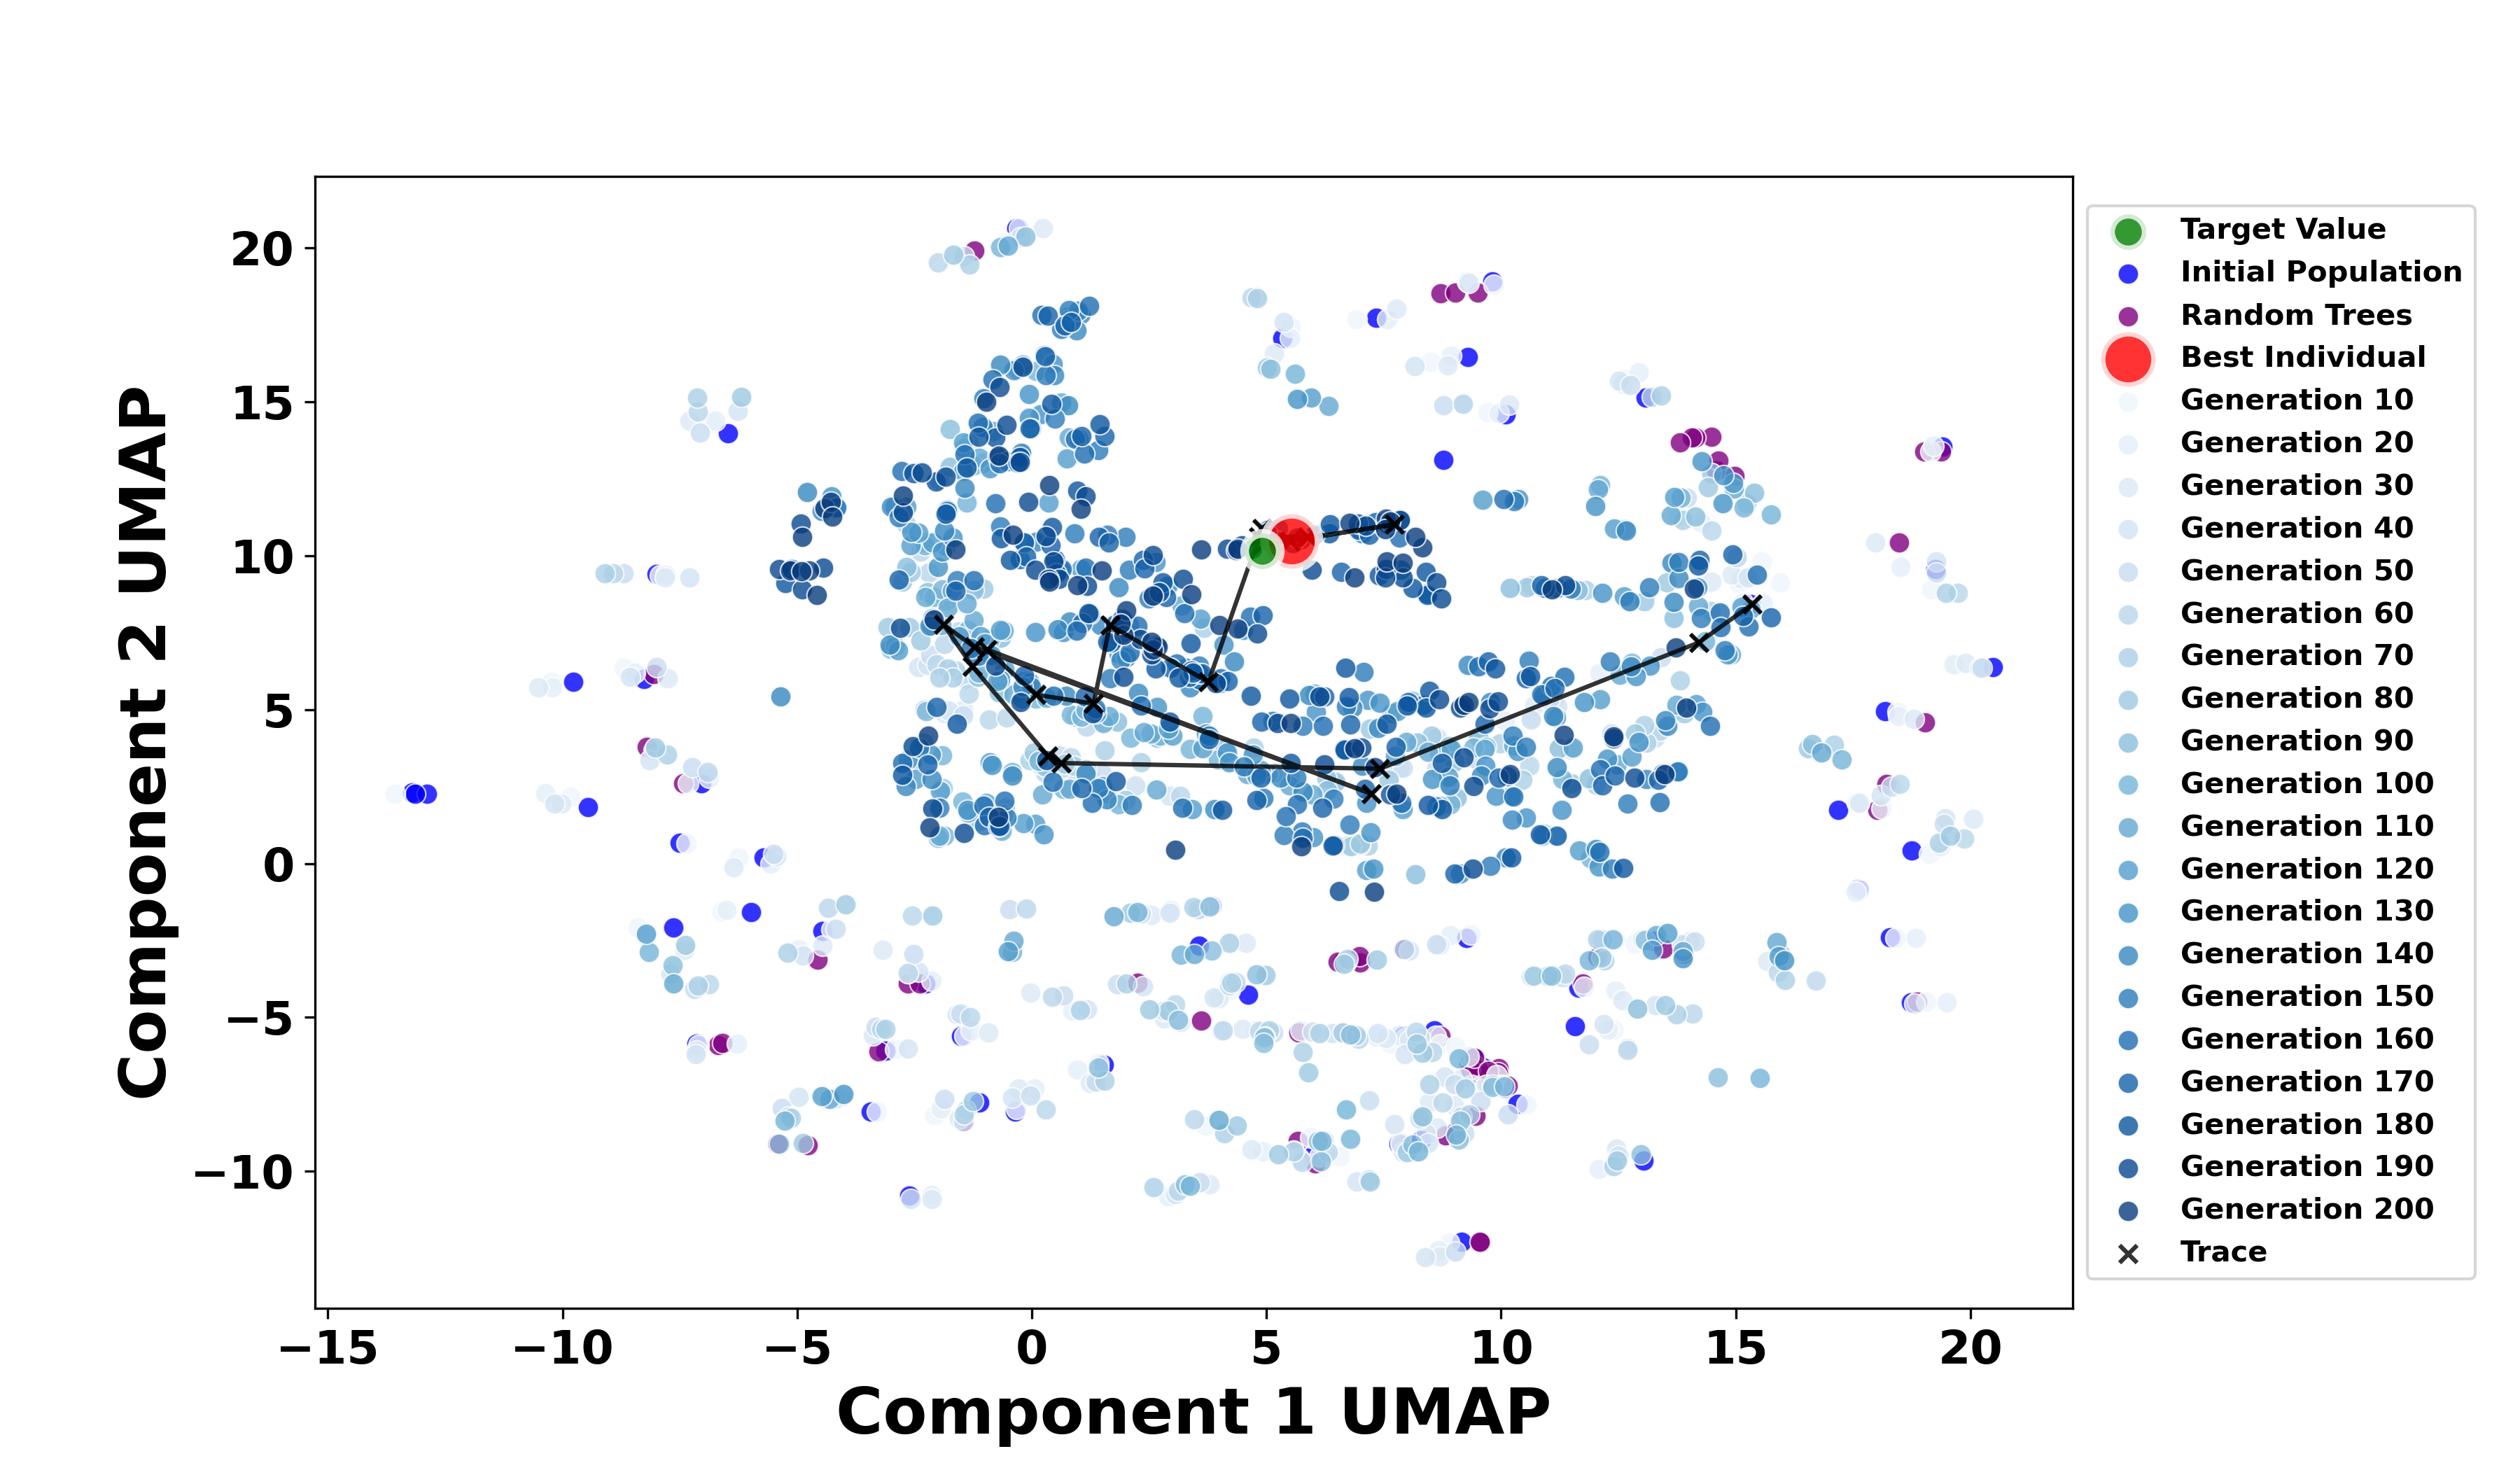 20
15
10
5
0
−5
−10
Component 2 UMAP
−15
−10
−5
0
5
10
15
20
Component 1 UMAP
Target Value
Initial Population
Random Trees
Best Individual
Generation 10
Generation 20
Generation 30
Generation 40
Generation 50
Generation 60
Generation 70
Generation 80
Generation 90
Generation 100
Generation 110
Generation 120
Generation 130
Generation 140
Generation 150
Generation 160
Generation 170
Generation 180
Generation 190
Generation 200
Trace